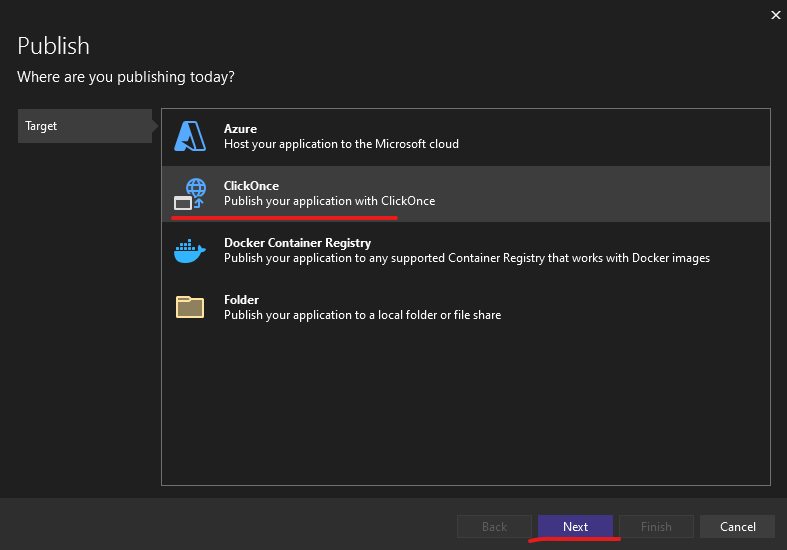 Publish
Where are you publishing today?
Target
Azure
Host your application to the Microsoft cloud
ClickOnce
Publish your application with ClickOnce
Docker Container Registry
Publish your application to any supported Container Registry that works with Docker images
Folder
Publish your application to a local folder or file share
Back
Next
Finish
Cancel